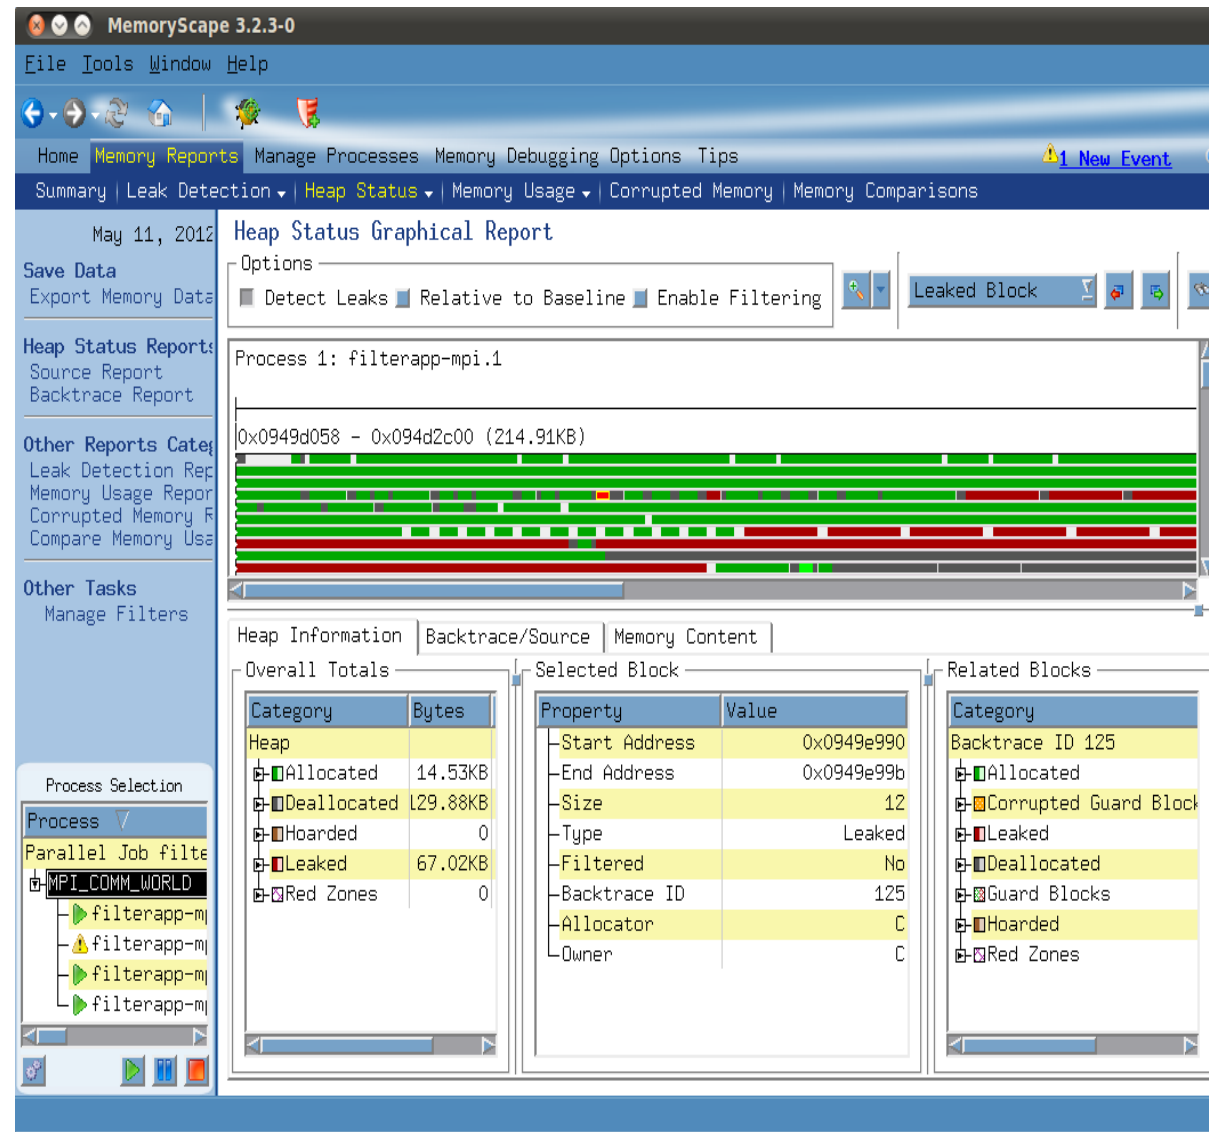 MemoryScape 3.2.3-0
File Tools Window Help
Home Memory Reports Manage Processes Memory Debugging Options Tips 1 New Event
Summary | Leak Detection | Heap Status | Memory Usage | Corrupted Memory | Memory Comparisons
May 11, 2012
Save Data
Export Memory Data
Heap Status Reports
Source Report
Backtrace Report
Other Reports Categ
Leak Detection Rep
Memory Usage Repor
Corrupted Memory R
Compare Memory Usa
Other Tasks
Manage Filters
Process Selection
Process
Parallel Job filte
MPI_COMM_WORLD
filterapp-m
filterapp-m
filterapp-m
filterapp-m
Heap Status Graphical Report
Options
Detect Leaks Relative to Baseline Enable Filtering
Leaked Block
Process 1: filterapp-mpi.1
0x0949d058 - 0x094d2c00 (214.91KB)
Heap Information Backtrace/Source Memory Content
Overall Totals
Category Bytes
Heap
Allocated 14.53KB
Deallocated 129.88KB
Hoarded 0
Leaked 67.02KB
Red Zones 0
Selected Block
Property Value
Start Address 0x0949e990
End Address 0x0949e99b
Size 12
Type Leaked
Filtered No
Backtrace ID 125
Allocator C
Owner C
Related Blocks
Category
Backtrace ID 125
Allocated
Corrupted Guard Block
Leaked
Deallocated
Guard Blocks
Hoarded
Red Zones